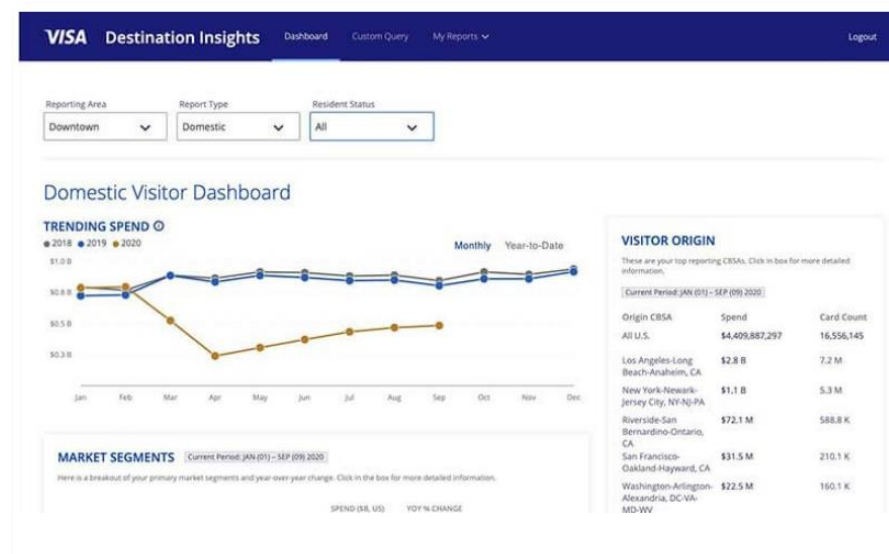 VISA Destination Insights Dashboard Custom Query My Reports Logout
Reporting Area Report Type Resident Status
Downtown Domestic All
Domestic Visitor Dashboard
TRENDING SPEND
2018 2019 2020
Monthly Year-to-Date
$1.0 B
$0.8 B
$0.5 B
$0.3 B
Jan Feb Mar Apr May Jun Jul Aug Sep Oct Nov Dec
MARKET SEGMENTS Current Period: JAN (01) – SEP (09) 2020
Here is a breakout of your primary market segments and year-over-year change. Click in the box for more detailed information.
SPEND ($B, US) YOY % CHANGE
VISITOR ORIGIN
These are your top reporting CBSAs. Click in box for more detailed
information.
Current Period: JAN (01) – SEP (09) 2020
Origin CBSA Spend Card Count
All U.S. $4,409,887,297 16,556,145
Los Angeles-Long $2.8 B 7.2 M
Beach-Anaheim, CA
New York-Newark- $1.1 B 5.3 M
Jersey City, NY-NJ-PA
Riverside-San $72.1 M 588.8 K
Bernardino-Ontario,
CA
San Francisco- $31.5 M 210.1 K
Oakland-Hayward, CA
Washington-Arlington- $22.5 M 160.1 K
Alexandria, DC-VA-
MD-WV